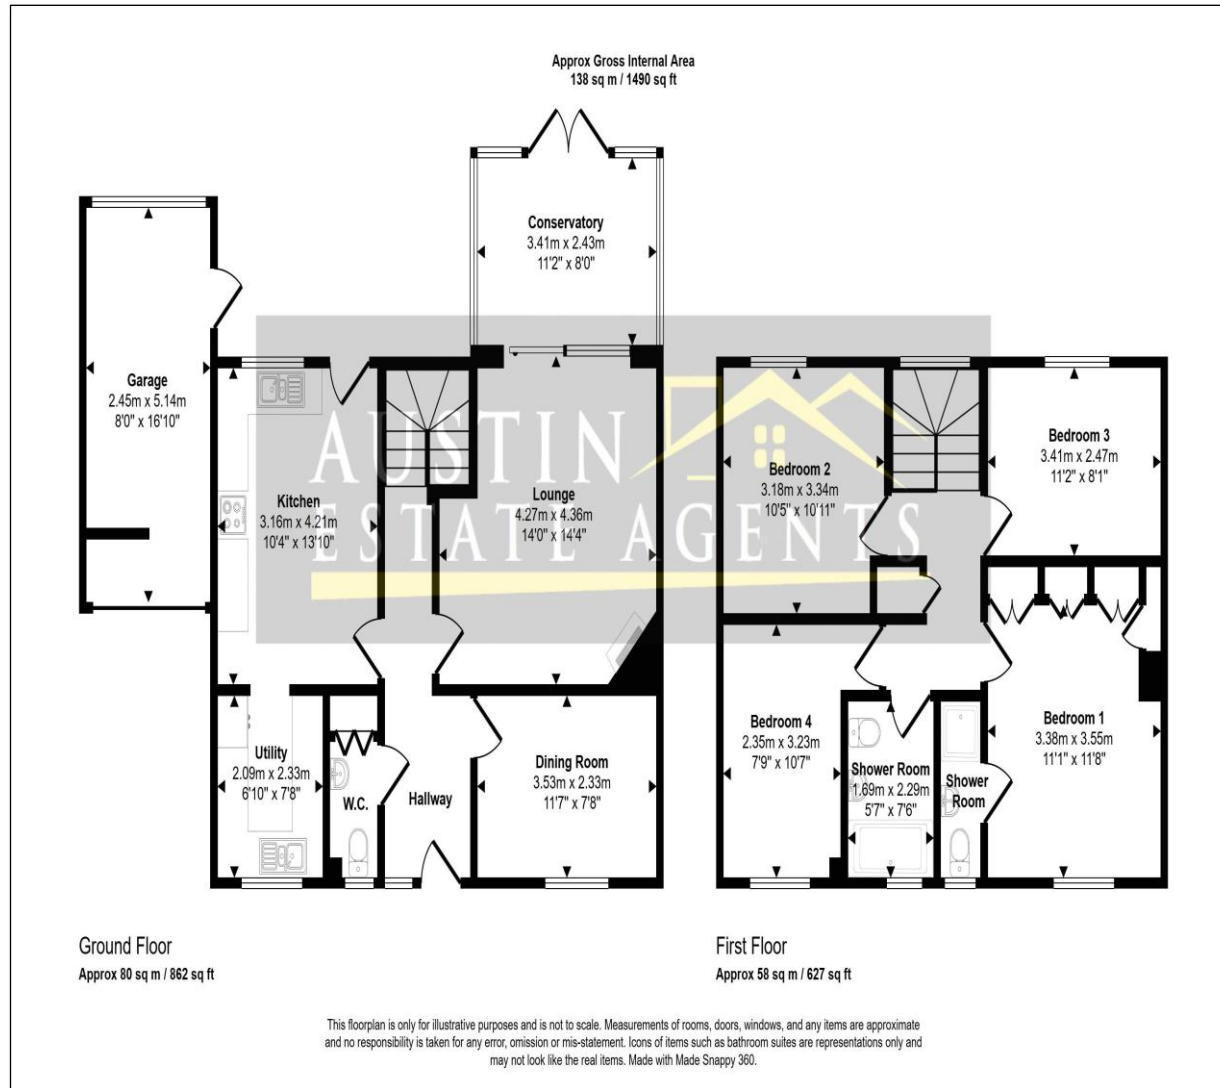 Approx Gross Internal Area
138 sq m / 1490 sq ft
Conservatory
3.41m x 2.43m
11'2" x 8'0"
Garage
2.45m x 5.14m
8'0" x 16'10"
Kitchen
3.16m x 4.21m
10'4" x 13'10"
Lounge
4.27m x 4.36m
14'0" x 14'4"
Utility
2.09m x 2.33m
6'10" x 7'8"
W.C.
Hallway
Dining Room
3.53m x 2.33m
11'7" x 7'8"
Bedroom 2
3.18m x 3.34m
10'5" x 10'11"
Bedroom 3
3.41m x 2.47m
11'2" x 8'1"
Bedroom 4
2.35m x 3.23m
7'9" x 10'7"
Shower Room
1.69m x 2.29m
5'7" x 7'6"
Shower
Room
Bedroom 1
3.38m x 3.55m
11'1" x 11'8"
AUSTIN
ESTATE AGENTS
Ground Floor
Approx 80 sq m / 862 sq ft
First Floor
Approx 58 sq m / 627 sq ft
This floorplan is only for illustrative purposes and is not to scale. Measurements of rooms, doors, windows, and any items are approximate
and no responsibility is taken for any error, omission or mis-statement. Icons of items such as bathroom suites are representations only and
may not look like the real items. Made with Made Snappy 360.